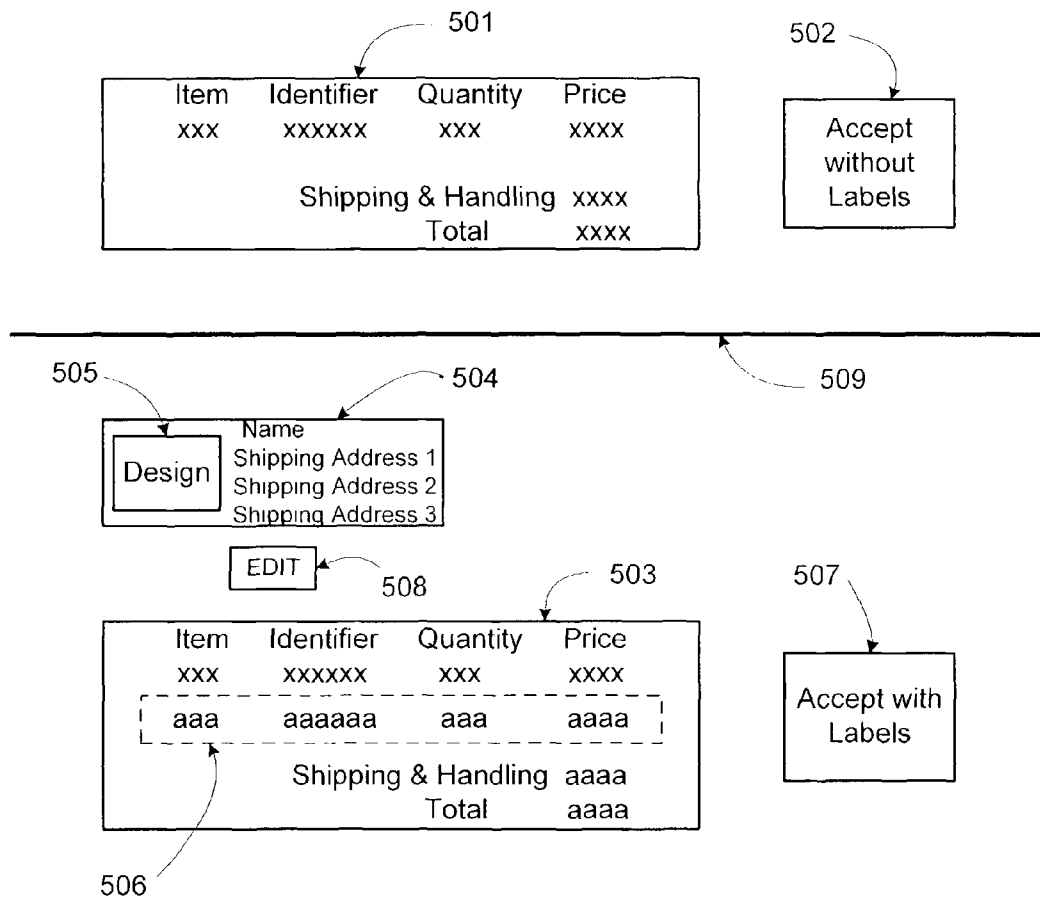 501
502
Item Identifier Quantity Price
xxx xxxxxx xxx xxxx
Shipping & Handling xxxx
Total xxxx
Accept
without
Labels
509
505
504
Design
Name
Shipping Address 1
Shipping Address 2
Shipping Address 3
EDIT
508
503
507
Item Identifier Quantity Price
xxx xxxxxx xxx xxxx
aaa aaaaaa aaa aaaa
Shipping & Handling aaaa
Total aaaa
Accept with
Labels
506